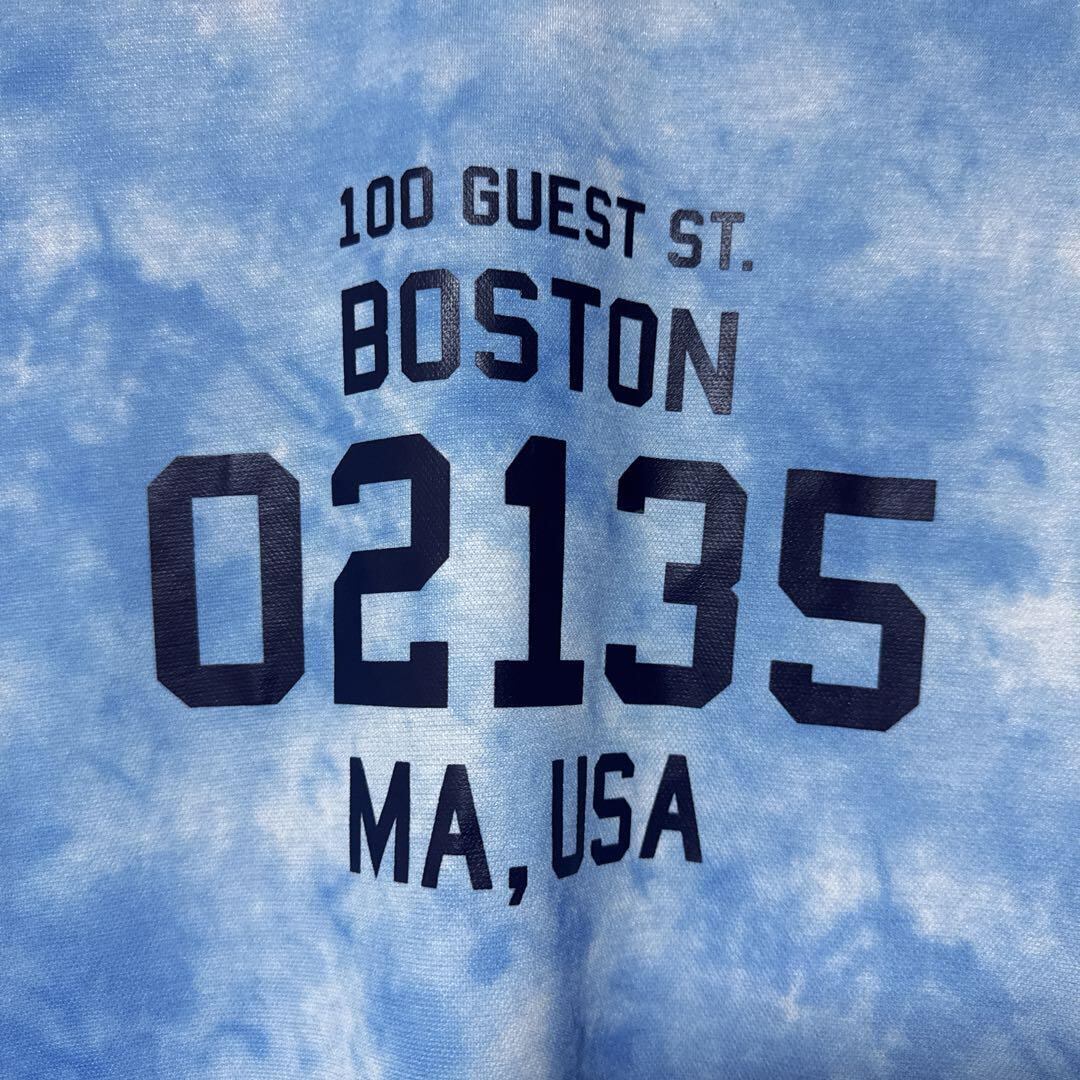 100 GUEST ST.
BOSTON
02135
MA, USA